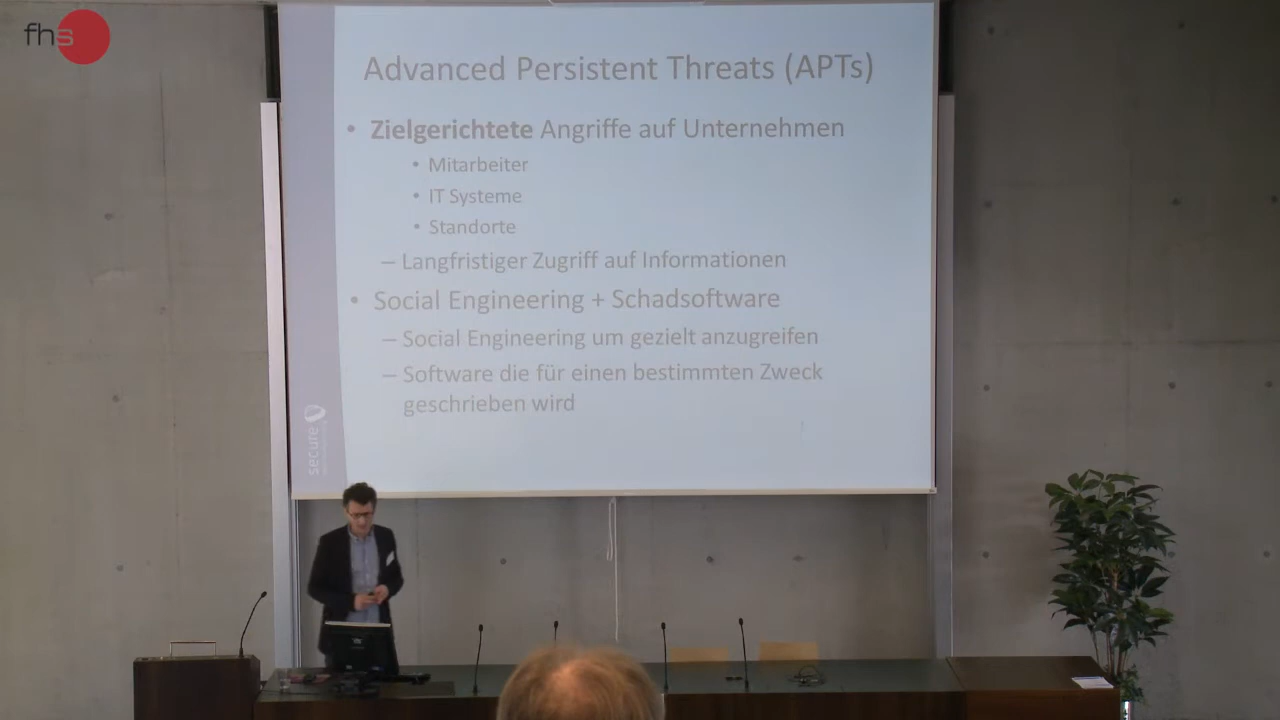 fhs
Advanced Persistent Threats (APTs)
• Zielgerichtete Angriffe auf Unternehmen
• Mitarbeiter
• IT Systeme
• Standorte
– Langfristiger Zugriff auf Informationen
• Social Engineering + Schadsoftware
– Social Engineering um gezielt anzugreifen
– Software die für einen bestimmten Zweck
geschrieben wird
secure